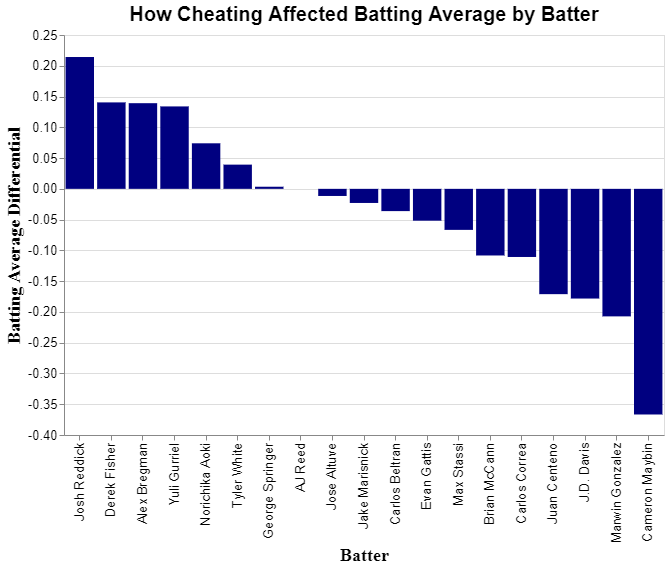 How Cheating Affected Batting Average by Batter
Batting Average Differential
0.25
0.20
0.15
0.10
0.05
0.00
-0.05
-0.10
-0.15
-0.20
-0.25
-0.30
-0.35
-0.40
Josh Reddick
Derek Fisher
Alex Bregman
Yuli Gurriel
Norichika Aoki
Tyler White
George Springer
AJ Reed
Jose Altuve
Jake Marisnick
Carlos Beltran
Evan Gattis
Max Stassi
Brian McCann
Carlos Correa
Juan Centeno
J.D. Davis
Marwin Gonzalez
Cameron Maybin
Batter